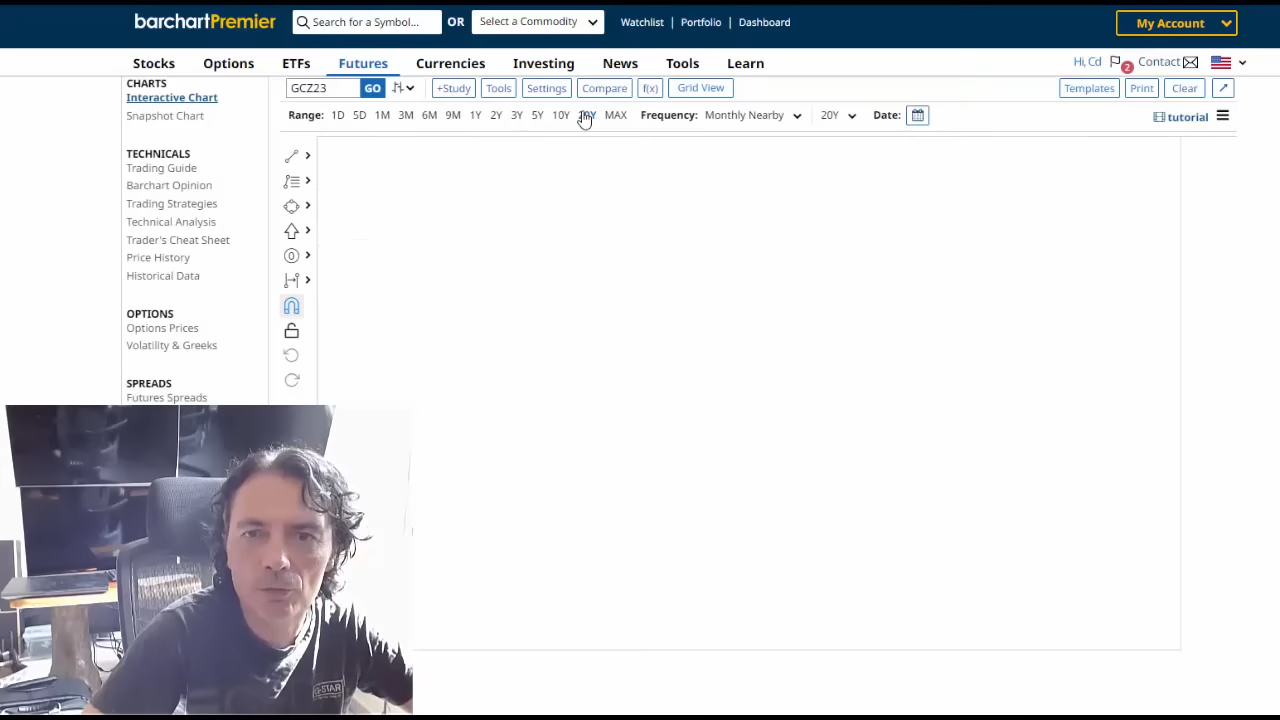 barchartPremier
Search for a Symbol...
OR
Select a Commodity
Watchlist | Portfolio | Dashboard
My Account
Stocks
Options
ETFs
Futures
Currencies
Investing
News
Tools
Learn
Hi, Cd
2
Contact
CHARTS
Interactive Chart
Snapshot Chart
TECHNICALS
Trading Guide
Barchart Opinion
Trading Strategies
Technical Analysis
Trader's Cheat Sheet
Price History
Historical Data
OPTIONS
Options Prices
Volatility & Greeks
SPREADS
Futures Spreads
GCZ23
GO
+Study
Tools
Settings
Compare
f(x)
Grid View
Templates
Print
Clear
Range: 1D 5D 1M 3M 6M 9M 1Y 2Y 3Y 5Y 10Y 20Y MAX
Frequency: Monthly Nearby
20Y
Date:
tutorial